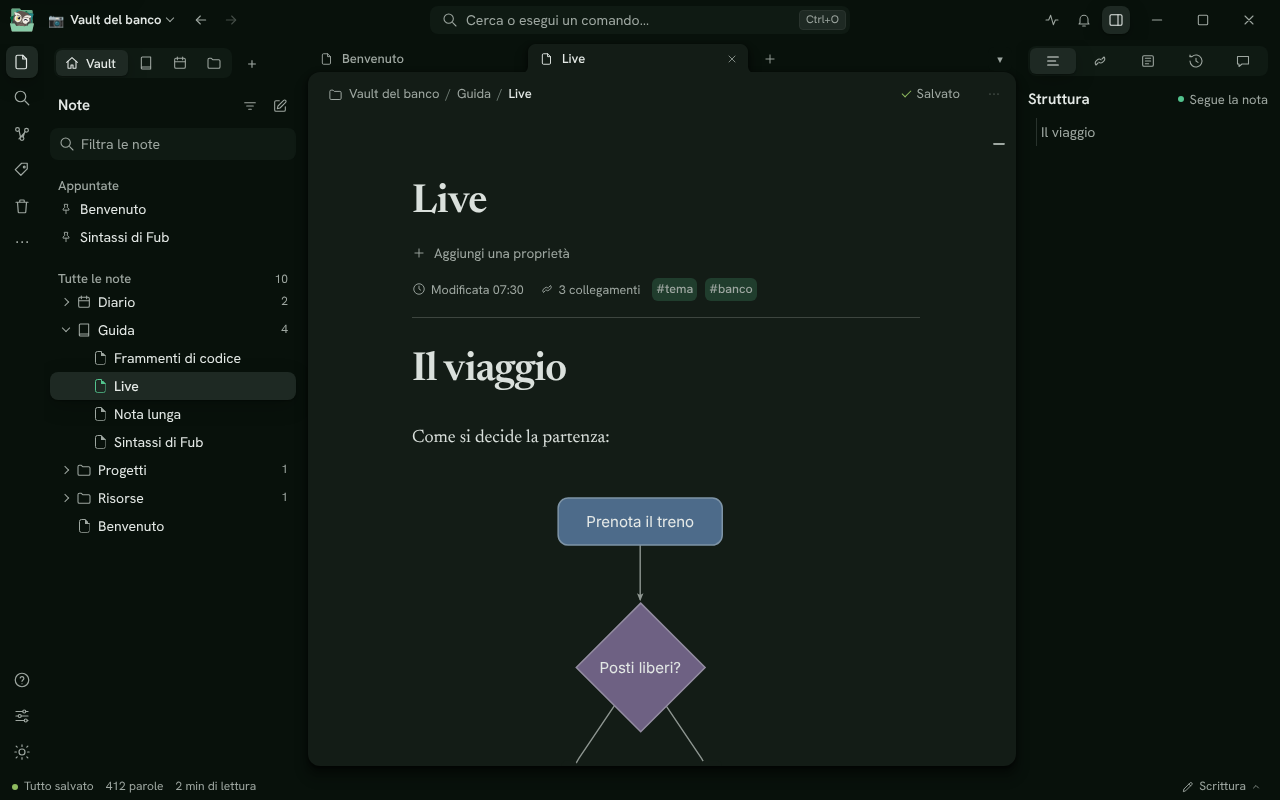 Vault del banco
Cerca o esegui un comando...
Ctrl+O
Vault
Benvenuto
Live
Note
Vault del banco / Guida / Live
Salvato
Struttura
Segue la nota
Filtra le note
Il viaggio
Appuntate
Benvenuto
Sintassi di Fub
Live
Aggiungi una proprietà
Tutte le note 10
Modificata 07:30
3 collegamenti
#tema
#banco
Diario 2
Guida 4
Frammenti di codice
Live
Nota lunga
Sintassi di Fub
Progetti 1
Risorse 1
Benvenuto
Il viaggio
Come si decide la partenza:
Prenota il treno
Posti liberi?
Tutto salvato
412 parole
2 min di lettura
Scrittura